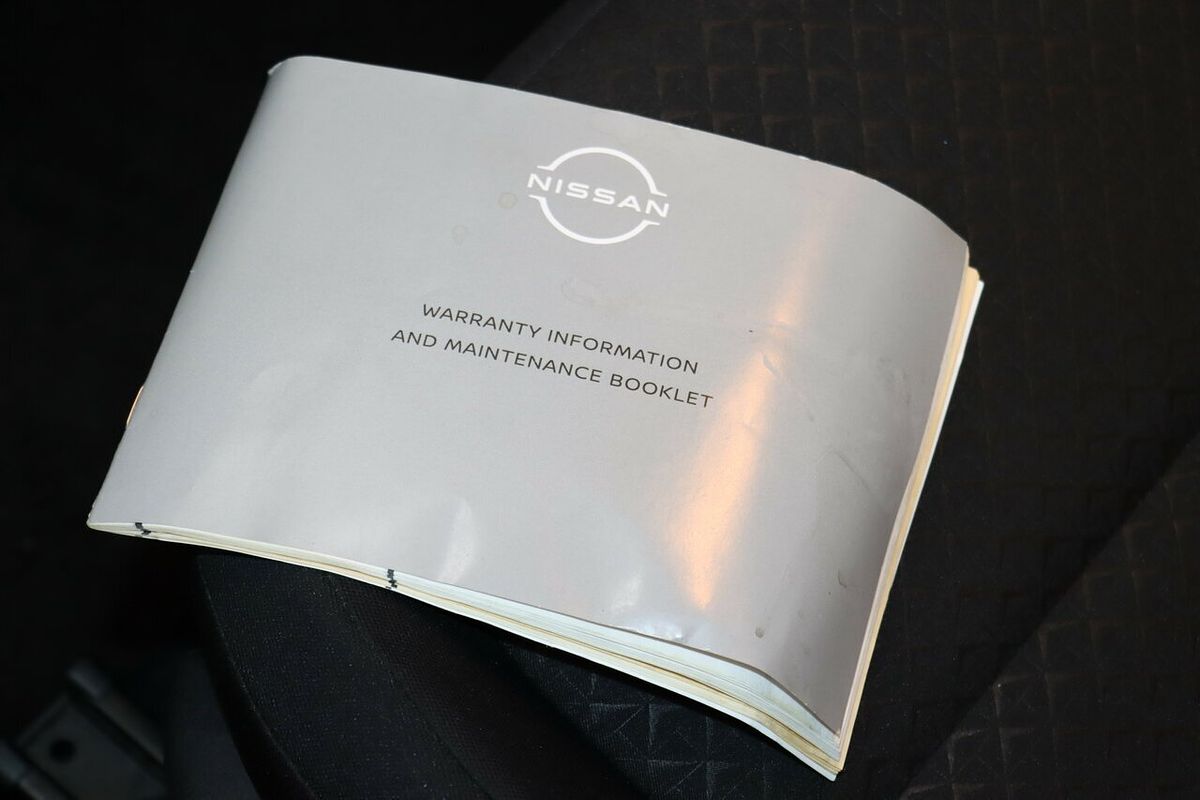 NISSAN
WARRANTY INFORMATION
AND MAINTENANCE BOOKLET